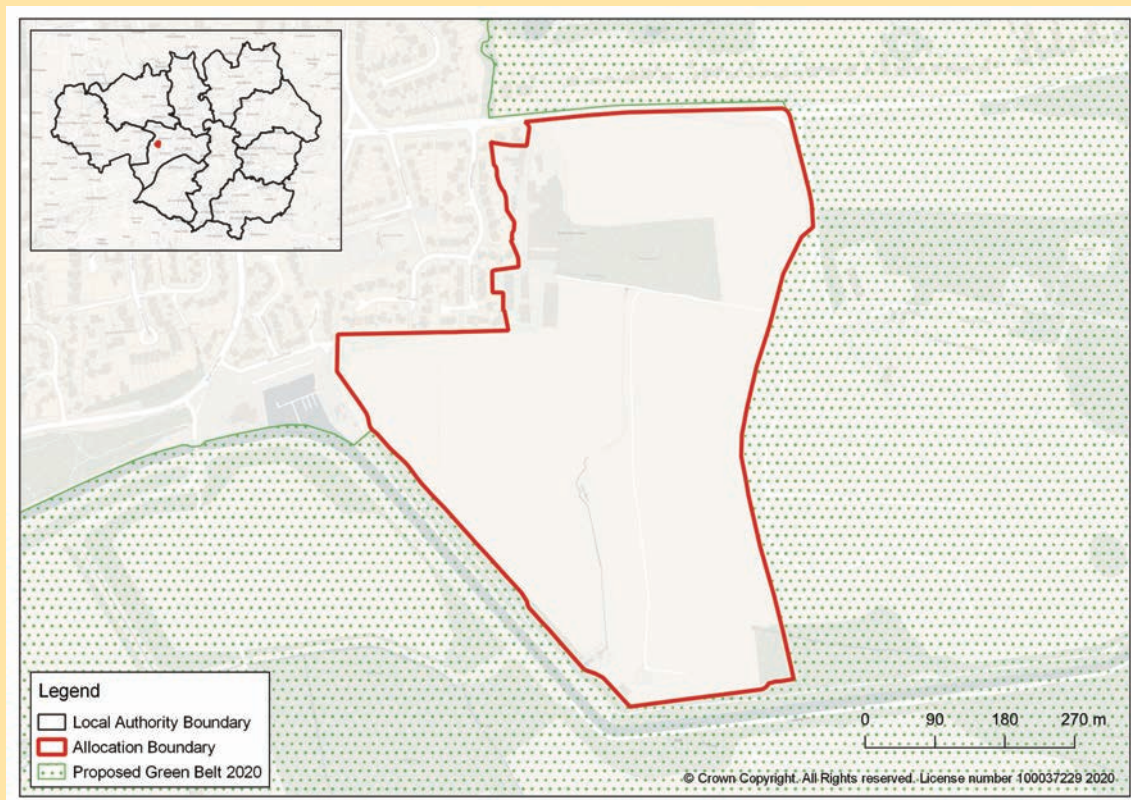 Legend
Local Authority Boundary
Allocation Boundary
Proposed Green Belt 2020
0 90 180 270 m
© Crown Copyright. All Rights reserved. License number 100037229 2020